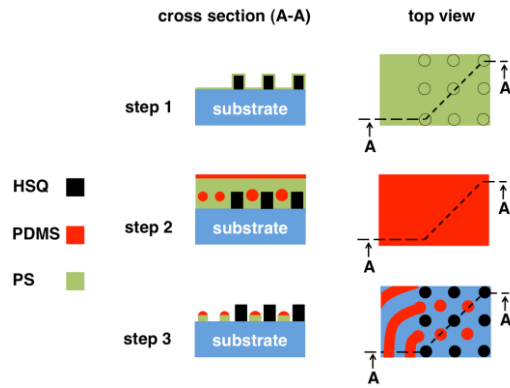 cross section (A-A)
top view
step 1
substrate
A
A
HSQ
PDMS
PS
step 2
substrate
A
A
step 3
substrate
A
A